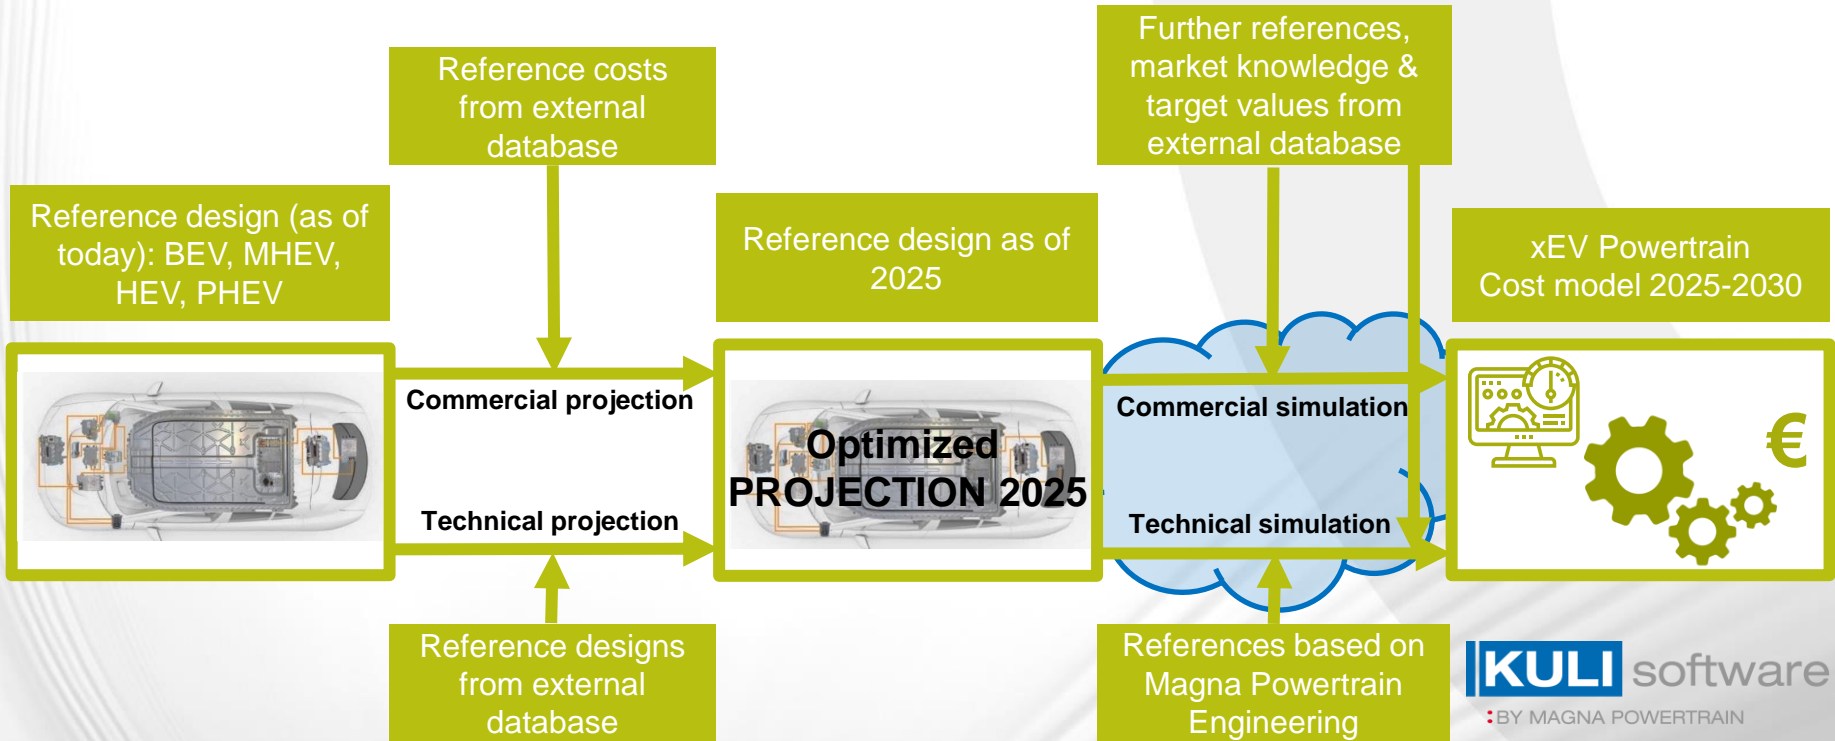 Reference costs
from external
database
Further references,
market knowledge &
target values from
external database
Reference design (as of
today): BEV, MHEV,
HEV, PHEV
Reference design as of
2025
xEV Powertrain
Cost model 2025-2030
Commercial projection
Commercial simulation
Optimized
PROJECTION 2025
€
Technical projection
Technical simulation
Reference designs
from external
database
References based on
Magna Powertrain
Engineering
KULI software
:BY MAGNA POWERTRAIN